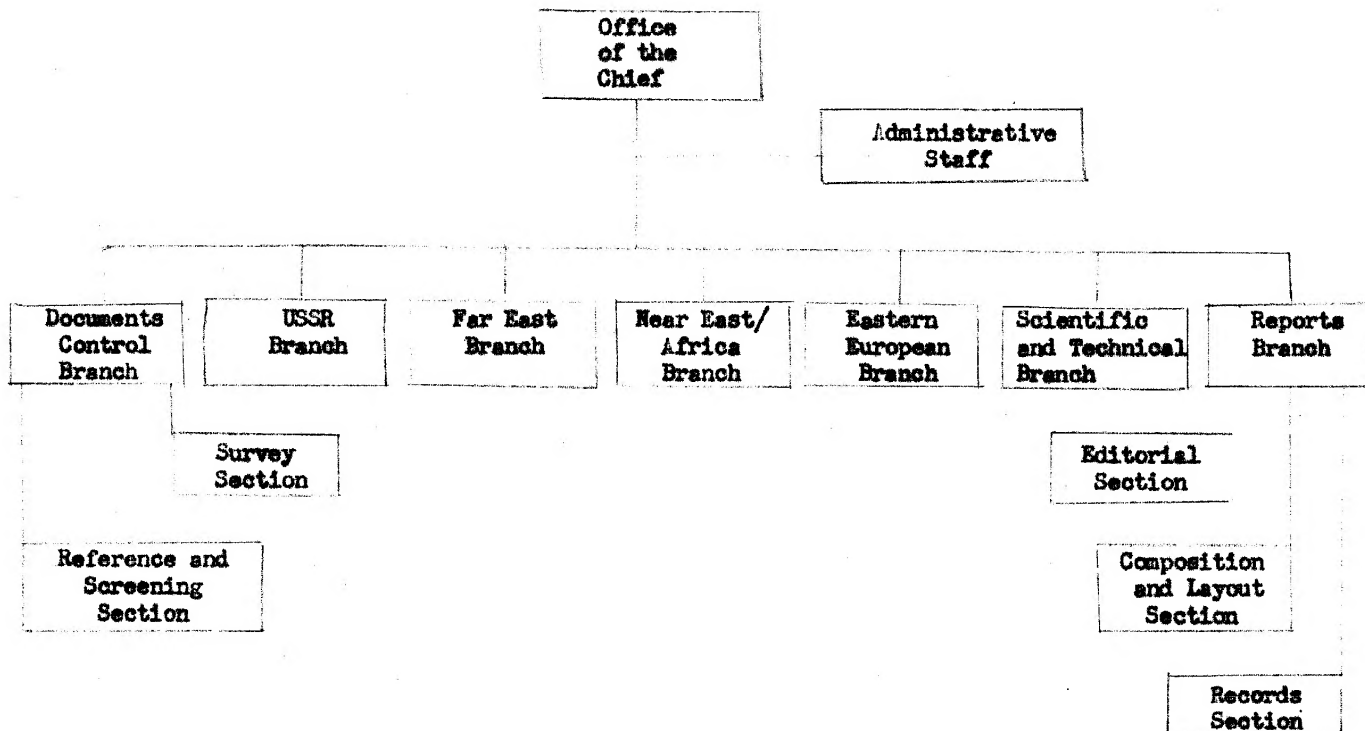 Office
of the
Chief
Administrative
Staff
Documents
Control
Branch
USSR
Branch
Far East
Branch
Near East/
Africa
Branch
Eastern
European
Branch
Scientific
and Technical
Branch
Reports
Branch
Survey
Section
Editorial
Section
Reference and
Screening
Section
Composition
and Layout
Section
Records
Section